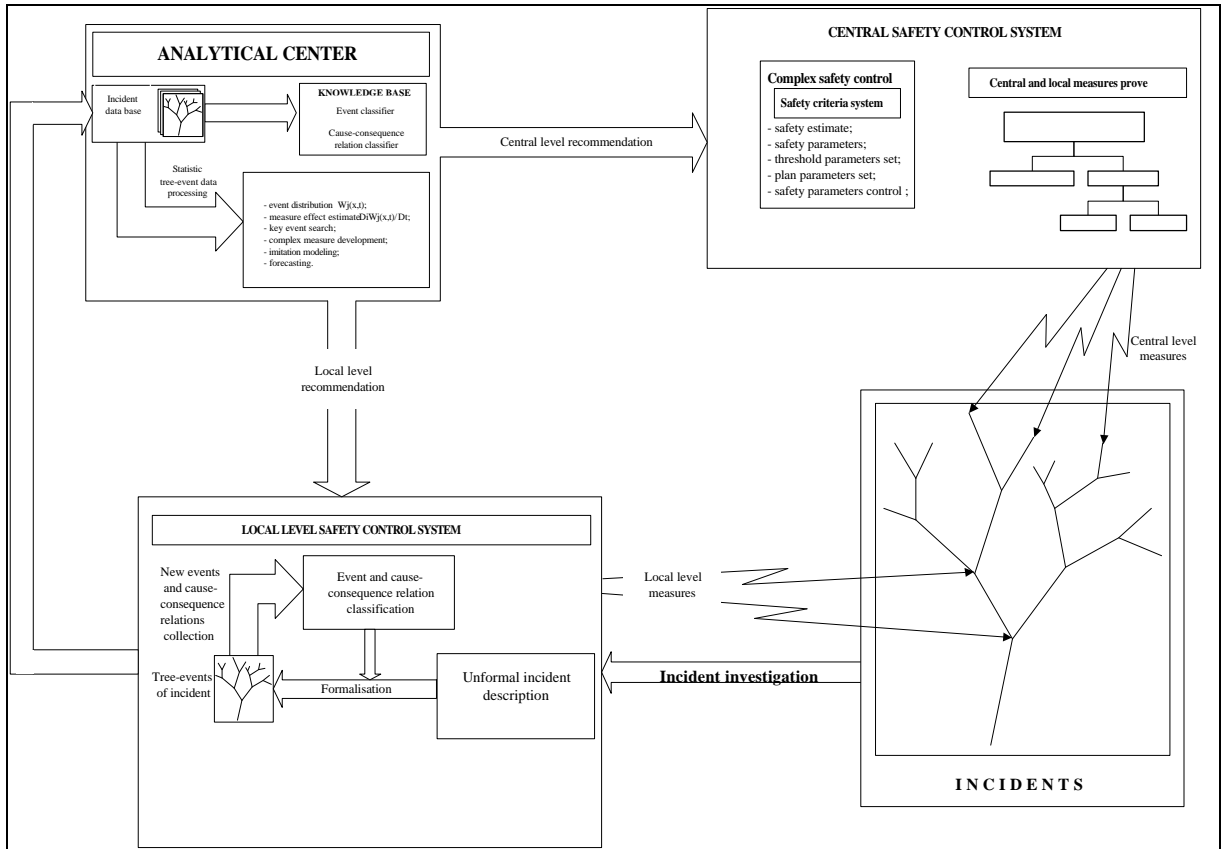 ANALYTICAL CENTER
Incident
data base
KNOWLEDGE BASE
Event classifier
Cause-consequence
relation classifier
Statistic
tree-event data
processing
- event distribution Wj(x,t);
- measure effect estimateDiWj(x,t)/Dt;
- key event search;
- complex measure development;
- imitation modeling;
- forecasting.
Central level recommendation
CENTRAL SAFETY CONTROL SYSTEM
Complex safety control
Safety criteria system
- safety estimate;
- safety parameters;
- threshold parameters set;
- plan parameters set;
- safety parameters control ;
Central and local measures prove
Central level
measures
Local level
recommendation
LOCAL LEVEL SAFETY CONTROL SYSTEM
New events
and cause-
consequence
relations
collection
Event and cause-
consequence relation
classification
Tree-events
of incident
Formalisation
Unformal incident
description
Local level
measures
Incident investigation
INCIDENTS